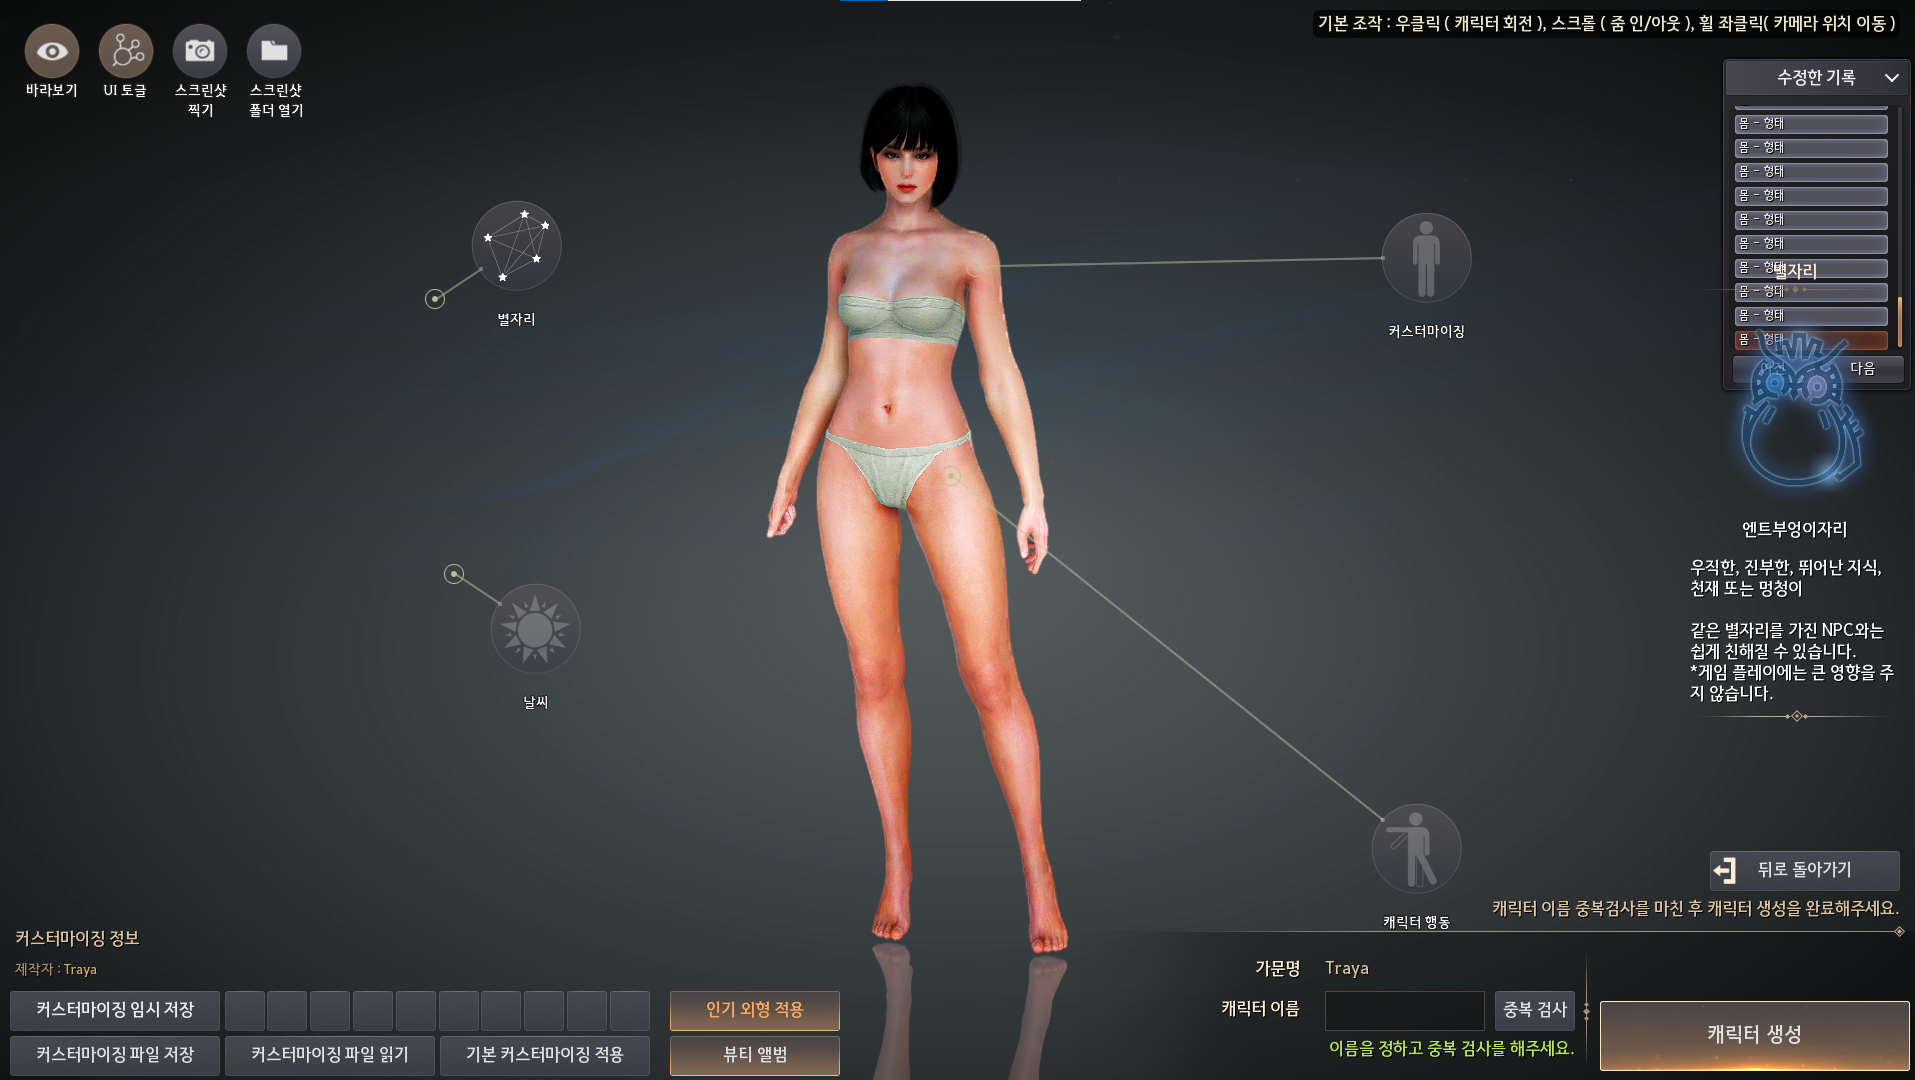 기본 조작 : 우클릭 ( 캐릭터 회전 ), 스크롤 ( 줌 인/아웃 ), 휠 좌클릭( 카메라 위치 이동 )
바라보기
UI 토글
스크린샷
찍기
스크린샷
폴더 열기
수정한 기록
몸 - 형태
몸 - 형태
몸 - 형태
몸 - 형태
몸 - 형태
몸 - 형태
몸 - 형태
별자리
몸 - 형태
몸 - 형태
몸 - 형태
다음
별자리
커스터마이징
엔트부엉이자리
우직한, 진부한, 뛰어난 지식,
천재 또는 멍청이
같은 별자리를 가진 NPC와는
쉽게 친해질 수 있습니다.
*게임 플레이에는 큰 영향을 주
지 않습니다.
날씨
캐릭터 행동
뒤로 돌아가기
캐릭터 이름 중복검사를 마친 후 캐릭터 생성을 완료해주세요.
커스터마이징 정보
제작자 : Traya
커스터마이징 임시 저장
커스터마이징 파일 저장
커스터마이징 파일 읽기
기본 커스터마이징 적용
인기 외형 적용
뷰티 앨범
가문명
Traya
캐릭터 이름
중복 검사
이름을 정하고 중복 검사를 해주세요.
캐릭터 생성